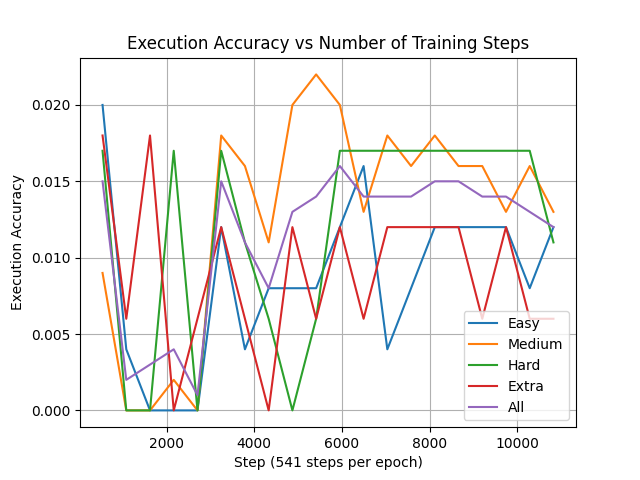 Execution Accuracy vs Number of Training Steps
Execution Accuracy
0.020
0.015
0.010
0.005
0.000
2000 4000 6000 8000 10000
Step (541 steps per epoch)
Easy
Medium
Hard
Extra
All